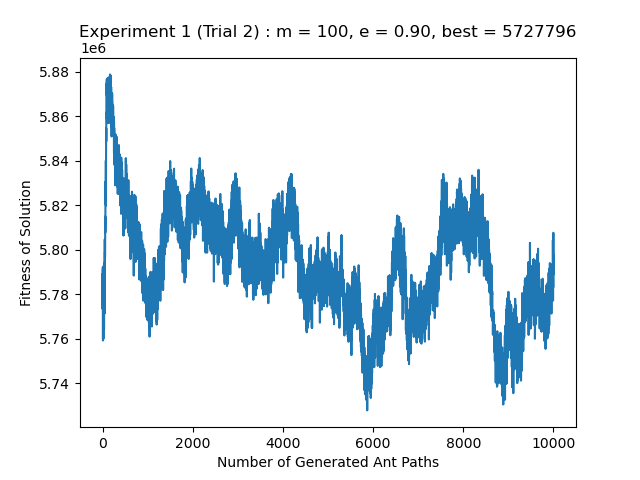 Experiment 1 (Trial 2) : m = 100, e = 0.90, best = 5727796
1e6
5.88
5.86
5.84
5.82
5.80
5.78
5.76
5.74
Fitness of Solution
0 2000 4000 6000 8000 10000
Number of Generated Ant Paths